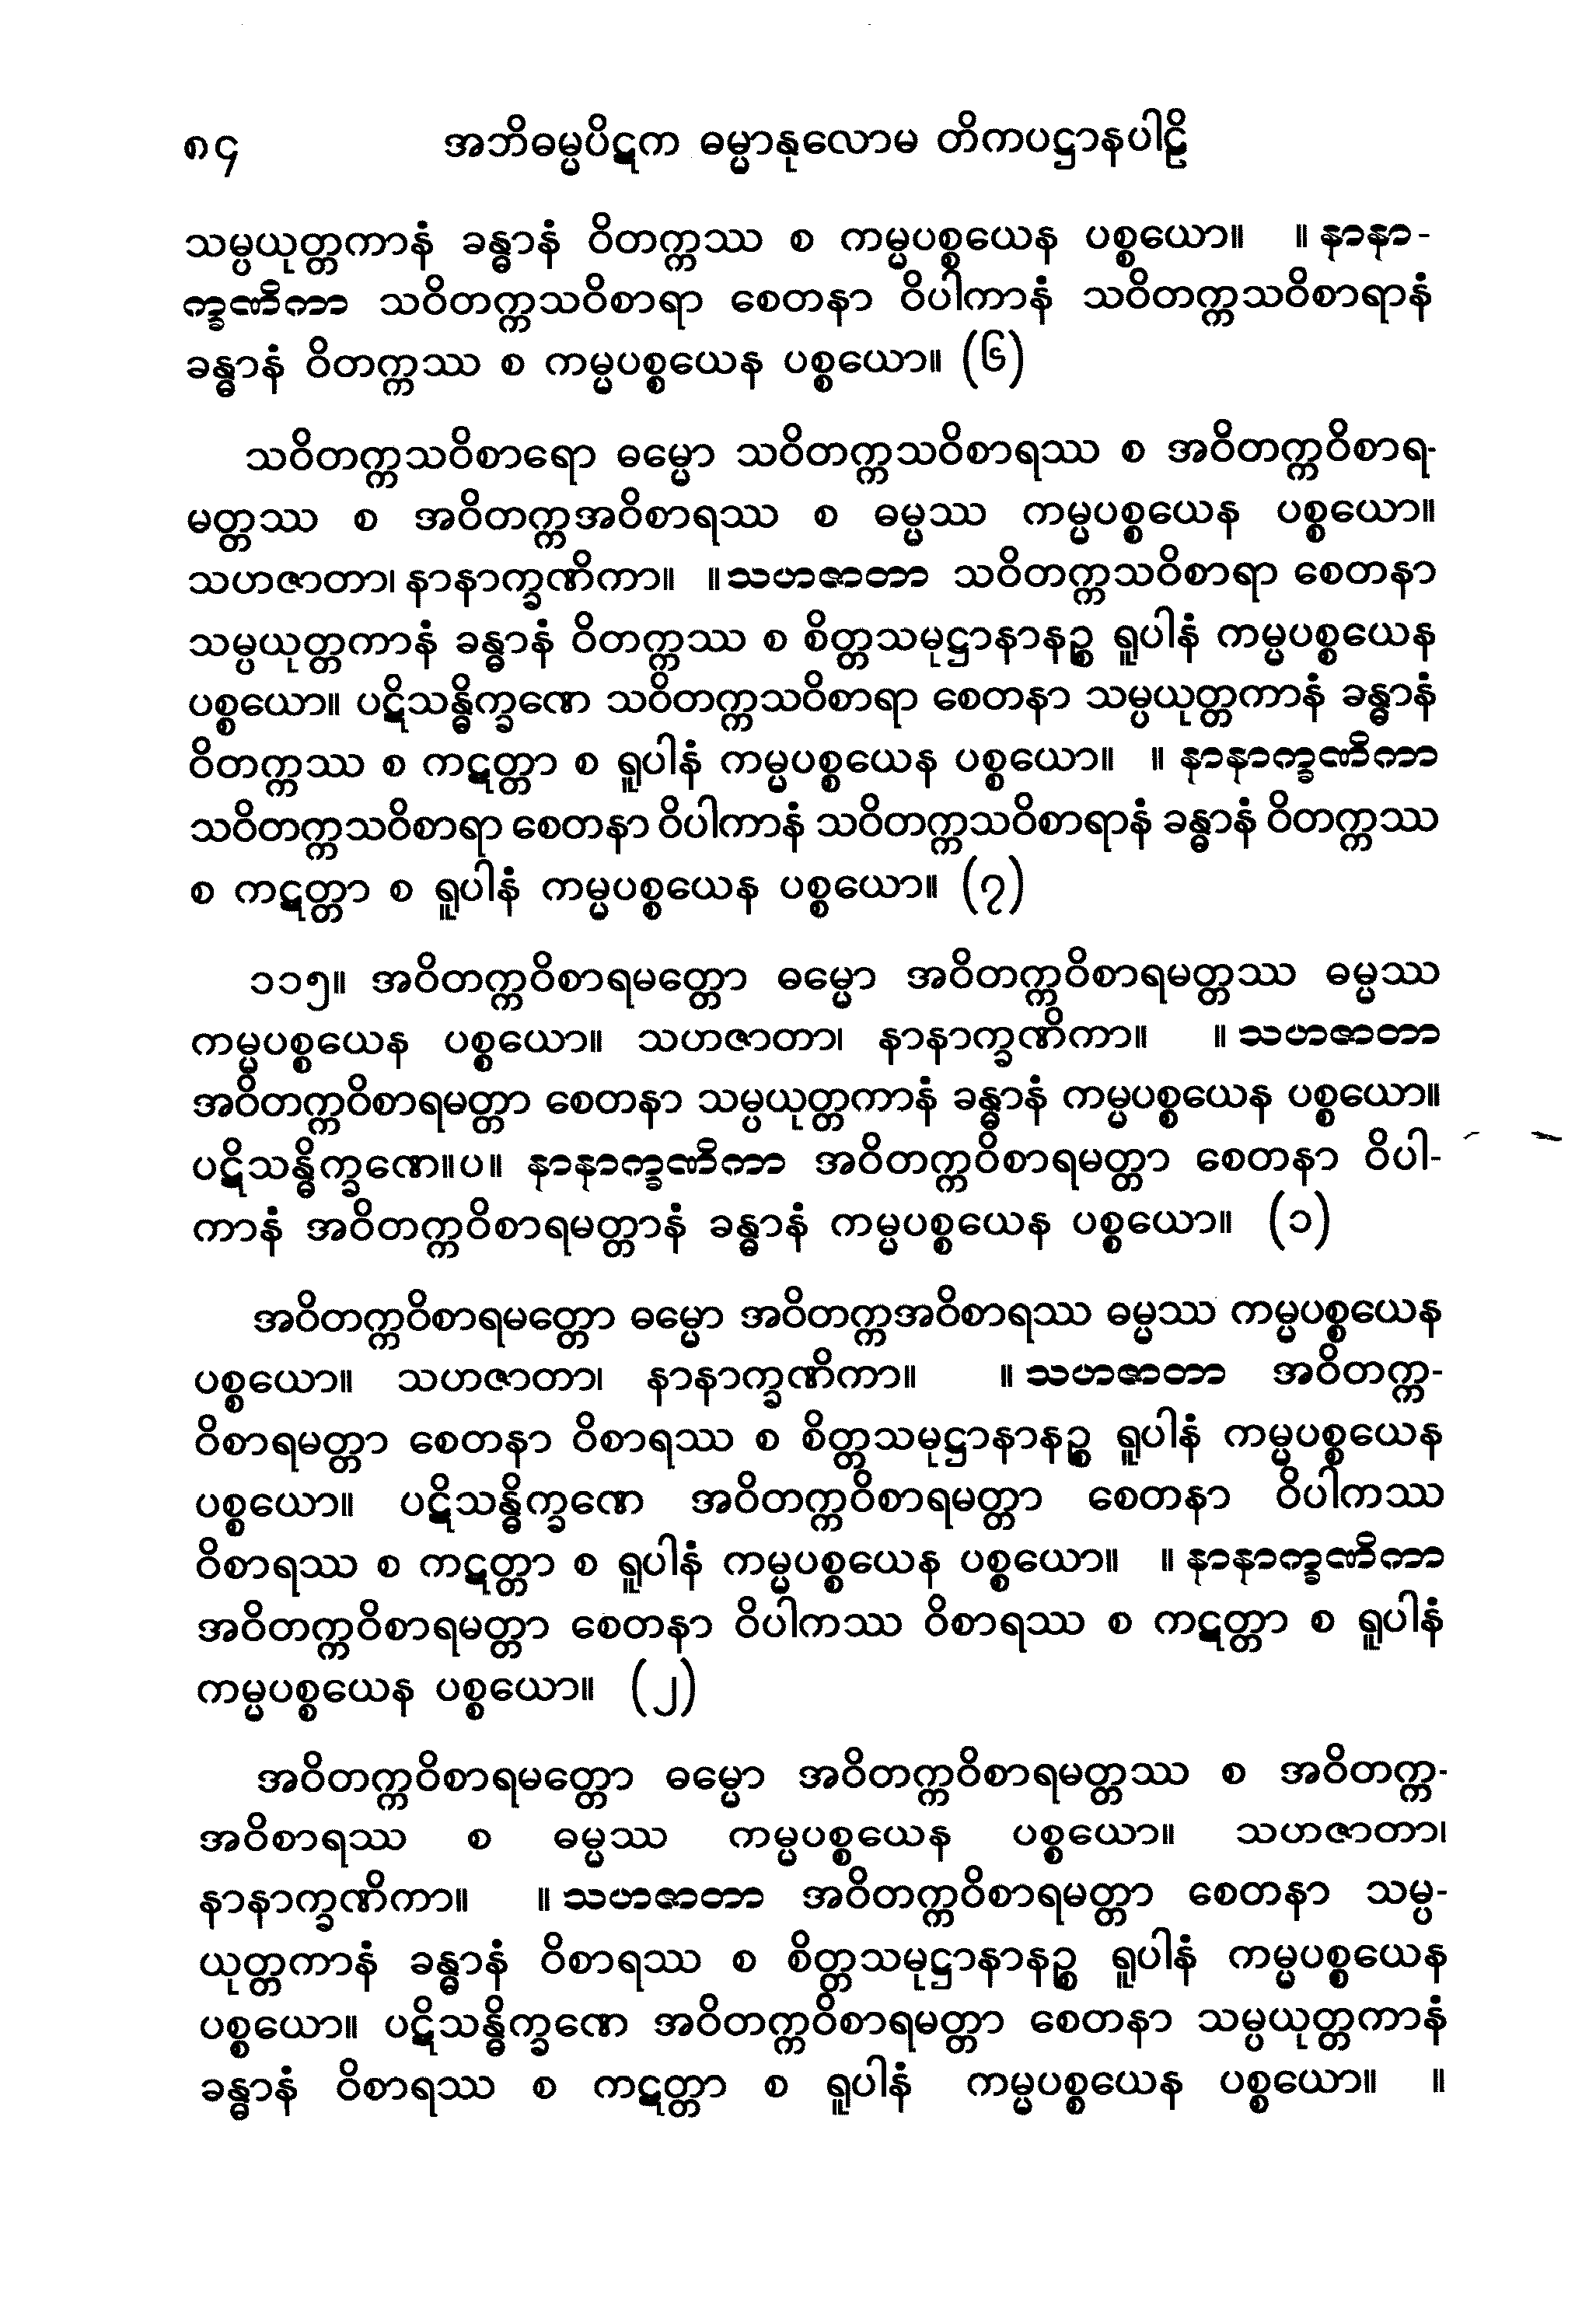 ၈၄ အဘိဓမ္မပိဋက ဓမ္မာနုလောမ တိကပဋ္ဌာနပါဠိ
သမ္ပယုတ္တကာနံ ခန္ဓာနံ ဝိတက္ကဿ စ ကမ္မပစ္စယေန ပစ္စယော။ ။ နာနာ-
က္ခဏိကာ သဝိတက္ကသဝိစာရာ စေတနာ ဝိပါကာနံ သဝိတက္ကသဝိစာရာနံ
ခန္ဓာနံ ဝိတက္ကဿ စ ကမ္မပစ္စယေန ပစ္စယော။ (၆)
သဝိတက္ကသဝိစာရော ဓမ္မော သဝိတက္ကသဝိစာရဿ စ အဝိတက္ကဝိစာရ-
မတ္တဿ စ အဝိတက္ကအဝိစာရဿ စ ဓမ္မဿ ကမ္မပစ္စယေန ပစ္စယော။
သဟဇာတာ၊ နာနာက္ခဏိကာ။ ။ သဟဇာတာ သဝိတက္ကသဝိစာရာ စေတနာ
သမ္ပယုတ္တကာနံ ခန္ဓာနံ ဝိတက္ကဿ စ စိတ္တသမုဋ္ဌာနာနဉ္စ ရူပါနံ ကမ္မပစ္စယေန
ပစ္စယော။ ပဋိသန္ဓိက္ခဏေ သဝိတက္ကသဝိစာရာ စေတနာ သမ္ပယုတ္တကာနံ ခန္ဓာနံ
ဝိတက္ကဿ စ ကဋတ္တာ စ ရူပါနံ ကမ္မပစ္စယေန ပစ္စယော။ ။ နာနာက္ခဏိကာ
သဝိတက္ကသဝိစာရာ စေတနာ ဝိပါကာနံ သဝိတက္ကသဝိစာရာနံ ခန္ဓာနံ ဝိတက္ကဿ
စ ကဋတ္တာ စ ရူပါနံ ကမ္မပစ္စယေန ပစ္စယော။ (၇)
၁၁၅။ အဝိတက္ကဝိစာရမတ္တော ဓမ္မော အဝိတက္ကဝိစာရမတ္တဿ ဓမ္မဿ
ကမ္မပစ္စယေန ပစ္စယော။ သဟဇာတာ၊ နာနာက္ခဏိကာ။ ။ သဟဇာတာ
အဝိတက္ကဝိစာရမတ္တာ စေတနာ သမ္ပယုတ္တကာနံ ခန္ဓာနံ ကမ္မပစ္စယေန ပစ္စယော။
ပဋိသန္ဓိက္ခဏေ။ပ။ နာနာက္ခဏိကာ အဝိတက္ကဝိစာရမတ္တာ စေတနာ ဝိပါ-
ကာနံ အဝိတက္ကဝိစာရမတ္တာနံ ခန္ဓာနံ ကမ္မပစ္စယေန ပစ္စယော။ (၁)
အဝိတက္ကဝိစာရမတ္တော ဓမ္မော အဝိတက္ကအဝိစာရဿ ဓမ္မဿ ကမ္မပစ္စယေန
ပစ္စယော။ သဟဇာတာ၊ နာနာက္ခဏိကာ။ ။ သဟဇာတာ အဝိတက္က-
ဝိစာရမတ္တာ စေတနာ ဝိစာရဿ စ စိတ္တသမုဋ္ဌာနာနဉ္စ ရူပါနံ ကမ္မပစ္စယေန
ပစ္စယော။ ပဋိသန္ဓိက္ခဏေ အဝိတက္ကဝိစာရမတ္တာ စေတနာ ဝိပါကဿ
ဝိစာရဿ စ ကဋတ္တာ စ ရူပါနံ ကမ္မပစ္စယေန ပစ္စယော။ ။ နာနာက္ခဏိကာ
အဝိတက္ကဝိစာရမတ္တာ စေတနာ ဝိပါကဿ ဝိစာရဿ စ ကဋတ္တာ စ ရူပါနံ
ကမ္မပစ္စယေန ပစ္စယော။ (၂)
အဝိတက္ကဝိစာရမတ္တော ဓမ္မော အဝိတက္ကဝိစာရမတ္တဿ စ အဝိတက္က-
အဝိစာရဿ စ ဓမ္မဿ ကမ္မပစ္စယေန ပစ္စယော။ သဟဇာတာ၊
နာနာက္ခဏိကာ။ ။ သဟဇာတာ အဝိတက္ကဝိစာရမတ္တာ စေတနာ သမ္ပ-
ယုတ္တကာနံ ခန္ဓာနံ ဝိစာရဿ စ စိတ္တသမုဋ္ဌာနာနဉ္စ ရူပါနံ ကမ္မပစ္စယေန
ပစ္စယော။ ပဋိသန္ဓိက္ခဏေ အဝိတက္ကဝိစာရမတ္တာ စေတနာ သမ္ပယုတ္တကာနံ
ခန္ဓာနံ ဝိစာရဿ စ ကဋတ္တာ စ ရူပါနံ ကမ္မပစ္စယေန ပစ္စယော။ ။